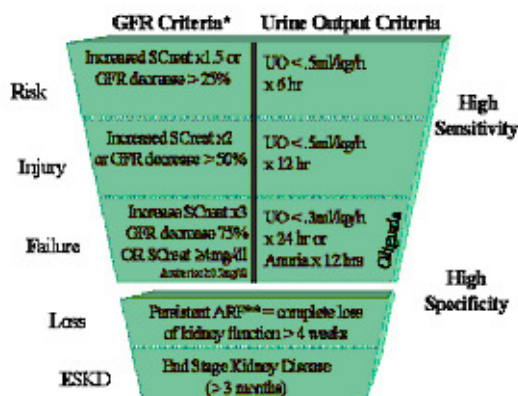 GFR Criteria* Urine Output Criteria
Risk
Increased SCreat x1.5 or
GFR decrease > 25%
UO < .5ml/kg/h
x 6 hr
High
Sensitivity
Injury
Increased SCreat x2
or GFR decrease > 50%
UO < .5ml/kg/h
x 12 hr
Failure
Increase SCreat x3
GFR decrease 75%
OR SCreat ≥4mg/dl
UO < .3ml/kg/h
x 24 hr or
Anuria x 12 hrs
Oliguria
High
Specificity
Loss
Persistent ARF = complete loss
of kidney function > 4 weeks
ESKD
End Stage Kidney Disease
(> 3 months)